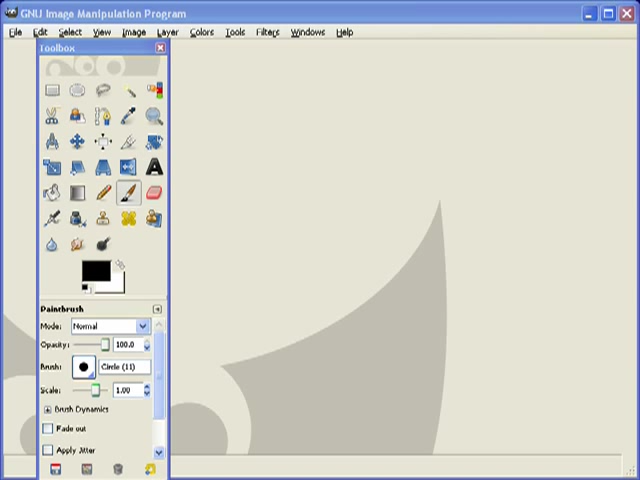 GNU Image Manipulation Program
File Edit Select View Image Layer Colors Tools Filters Windows Help
Toolbox
Paintbrush
Mode: Normal
Opacity: 100.0
Brush: Circle (11)
Scale: 1.00
Brush Dynamics
Fade out
Apply Jitter